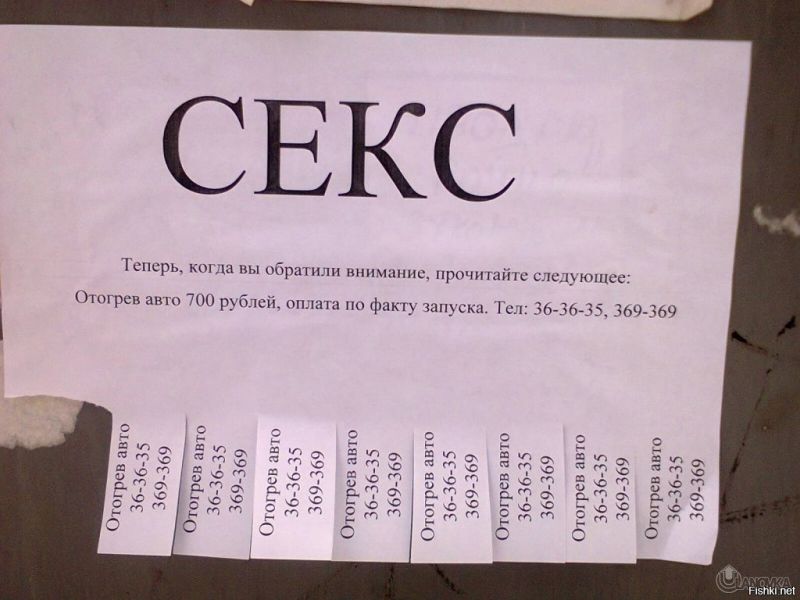 СЕКС
Теперь, когда вы обратили внимание, прочитайте следующее:
Отогрев авто 700 рублей, оплата по факту запуска. Тел: 36-36-35, 369-369
Отогрев авто
36-36-35
369-369
Отогрев авто
36-36-35
369-369
Отогрев авто
36-36-35
369-369
Отогрев авто
36-36-35
369-369
Отогрев авто
36-36-35
369-369
Отогрев авто
36-36-35
369-369
Отогрев авто
36-36-35
369-369
Отогрев авто
36-36-35
369-369
Fishki.net